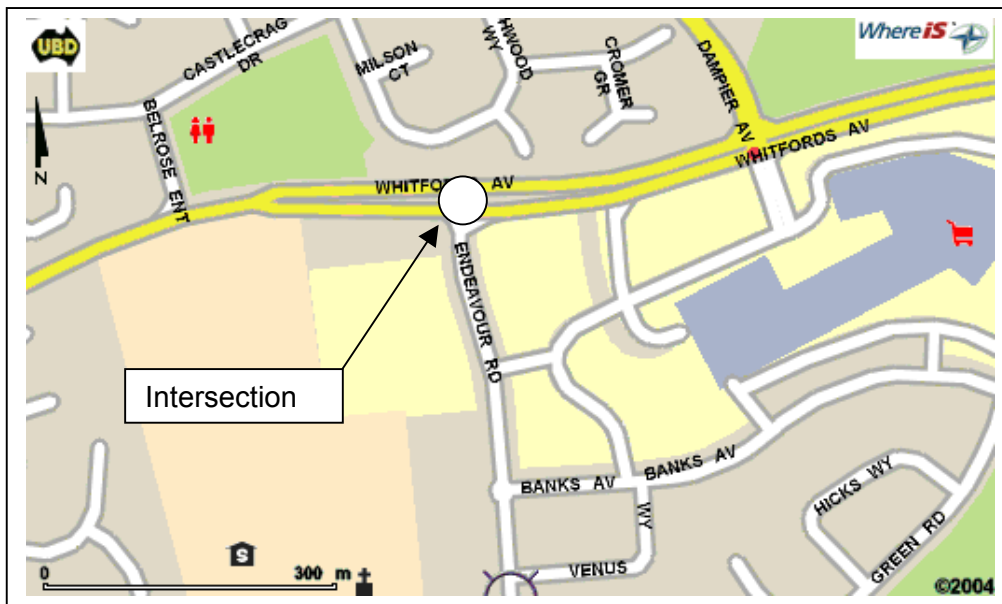 UBD
CASTLECRAG
DR
MILSON
CT
HWOOD
WY
CROMER
GR
DAMPIER AV
Where iS
BELROSE ENT
N
WHITFORDS AV
WHITFO AV
ENDEAVOUR RD
Intersection
BANKS AV
BANKS AV
HICKS WY
WY
GREEN RD
S
VENUS
0 300 m
©2004